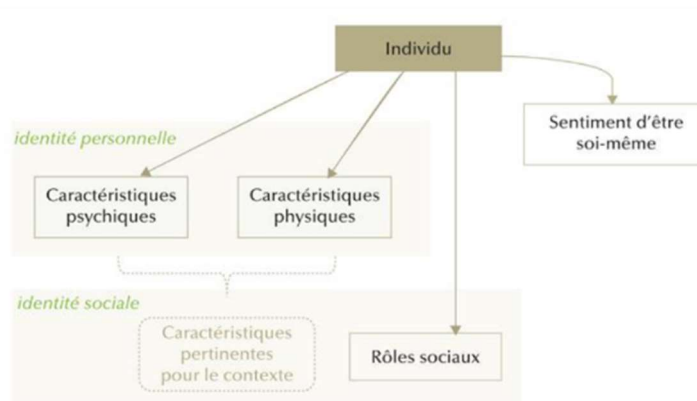 Individu
Sentiment d'être
soi-même
identité personnelle
Caractéristiques
psychiques
Caractéristiques
physiques
identité sociale
Caractéristiques
pertinentes
pour le contexte
Rôles sociaux